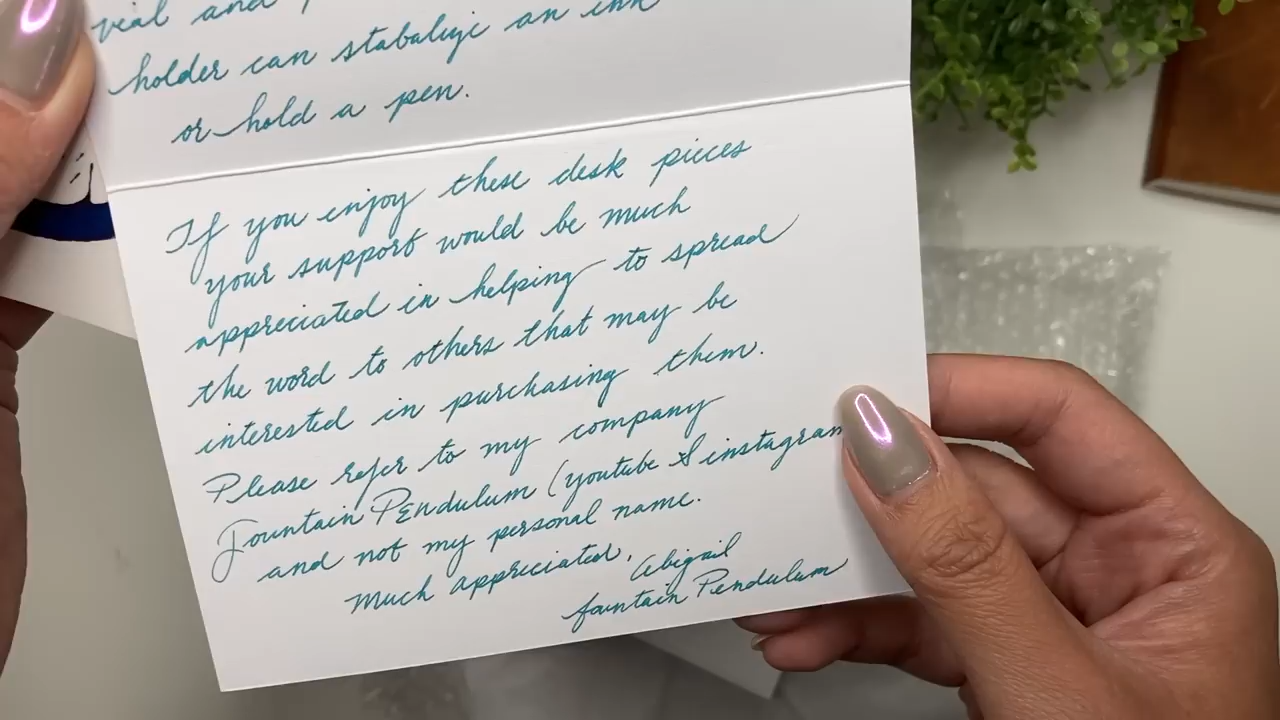 vial and
holder can stabalize an ink
or hold a pen.
If you enjoy these desk pieces
your support would be much
appreciated in helping to spread
the word to others that may be
interested in purchasing them.
Please refer to my company
Fountain PEndulum (youtube & instagram
and not my personal name.
Much appreciated,
Abigail
fountain Pendulum